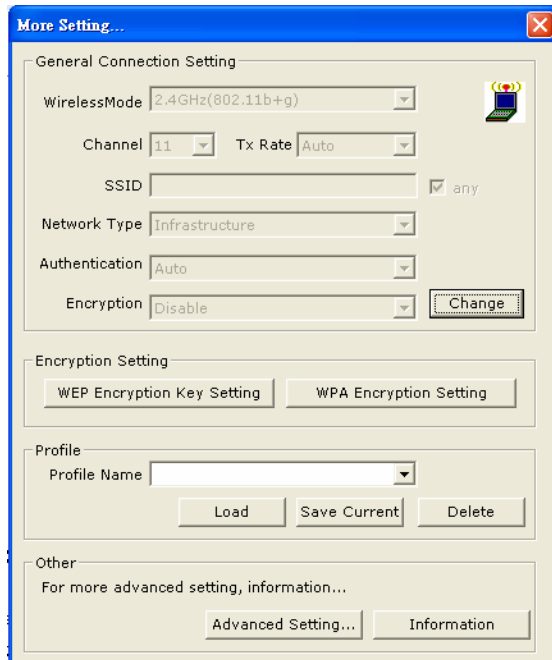 More Setting...
General Connection Setting
WirelessMode 2.4GHz(802.11b+g)
Channel 11 Tx Rate Auto
SSID any
Network Type Infrastructure
Authentication Auto
Encryption Disable Change
Encryption Setting
WEP Encryption Key Setting WPA Encryption Setting
Profile
Profile Name
Load Save Current Delete
Other
For more advanced setting, information...
Advanced Setting... Information